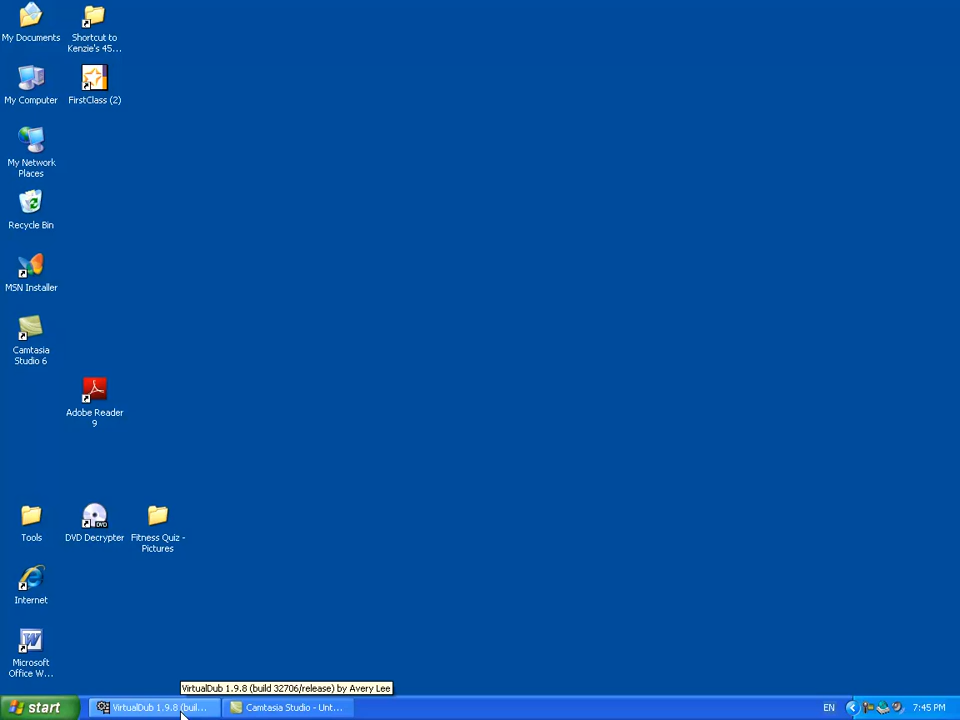 My Documents
Shortcut to
Kenzie's 45...
My Computer
FirstClass (2)
My Network
Places
Recycle Bin
MSN Installer
Camtasia
Studio 6
Adobe Reader
9
Tools
DVD Decrypter
Fitness Quiz -
Pictures
Internet
Microsoft
Office W...
VirtualDub 1.9.8 (build 32706/release) by Avery Lee
start
VirtualDub 1.9.8 (buil...
Camtasia Studio - Unt...
EN
7:45 PM